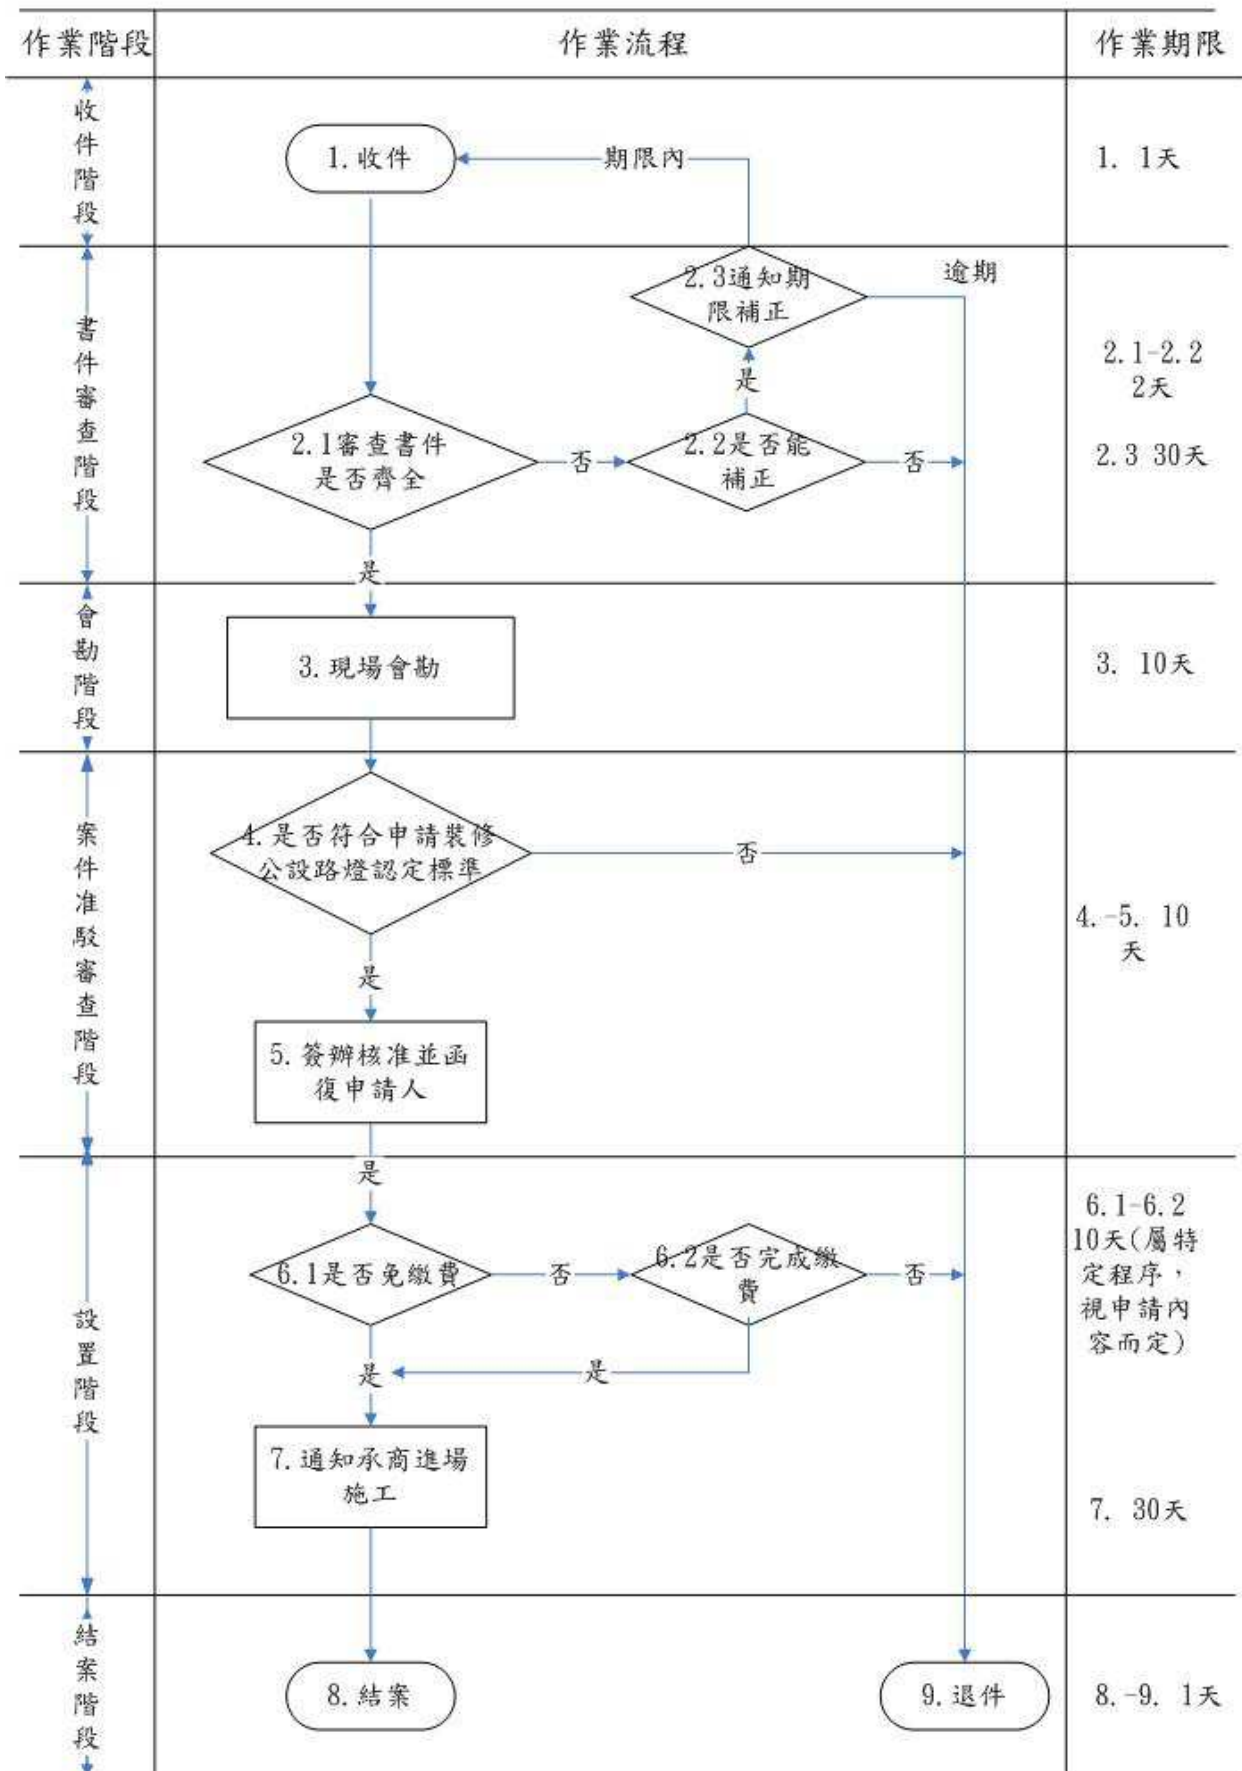 作業階段
作業流程
作業期限
收件階段
1.收件
期限內
1. 1天
書件審查階段
2.3通知期
限補正
逾期
是
2.1審查書件
是否齊全
否
2.2是否能
補正
否
2.1-2.2
2天
2.3 30天
是
會勘階段
3.現場會勘
3. 10天
案件准駁審查階段
4.是否符合申請裝修
公設路燈認定標準
否
是
5.簽辦核准並函
復申請人
4.-5. 10
天
設置階段
是
6.1是否免繳費
否
6.2是否完成繳
費
否
是
是
7.通知承商進場
施工
6.1-6.2
10天(屬特
定程序，
視申請內
容而定)
7. 30天
結案階段
8.結案
9.退件
8.-9. 1天